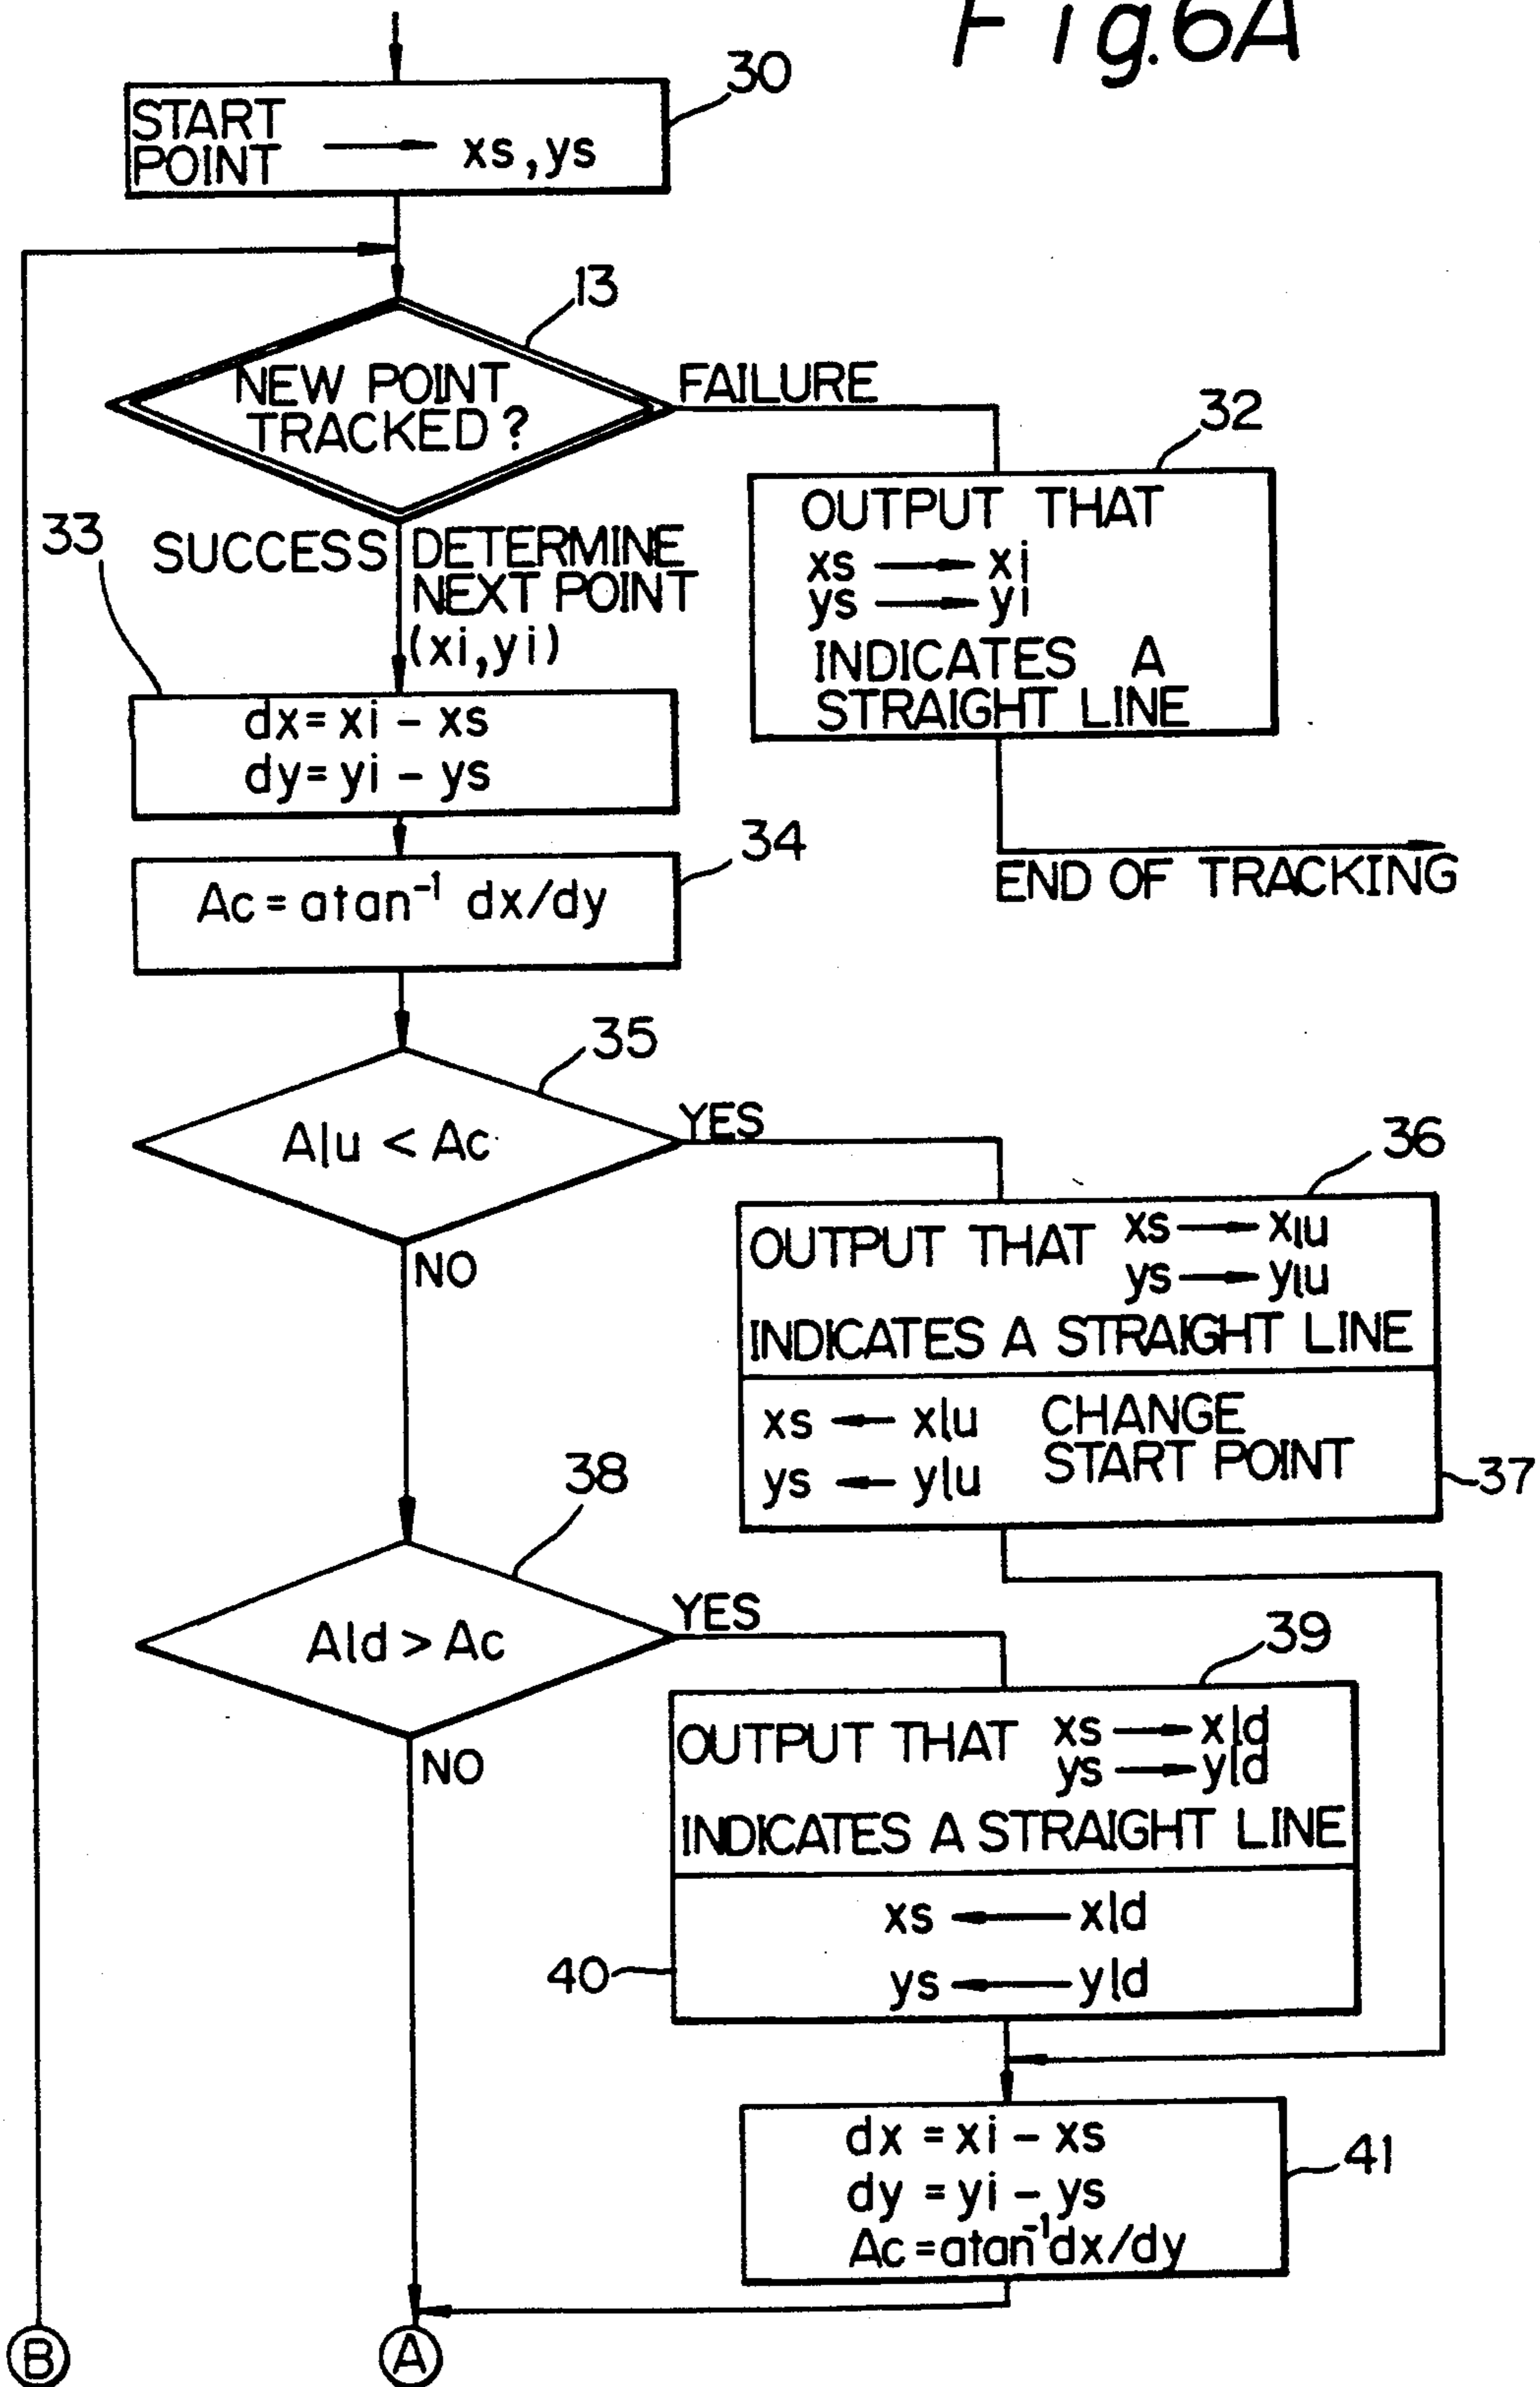 Fig.6A
30
START
POINT → xs,ys
13
NEW POINT
TRACKED?
FAILURE
32
OUTPUT THAT
xs → xi
ys → yi
INDICATES A
STRAIGHT LINE
END OF TRACKING
33
SUCCESS
DETERMINE
NEXT POINT
(xi,yi)
dx=xi-xs
dy=yi-ys
34
Ac=atan⁻¹ dx/dy
35
Alu < Ac
YES
NO
36
OUTPUT THAT xs → xlu
ys → ylu
INDICATES A STRAIGHT LINE
xs ← xlu CHANGE
ys ← ylu START POINT
37
38
Ald > Ac
YES
NO
39
OUTPUT THAT xs → xld
ys → yld
INDICATES A STRAIGHT LINE
xs ← xld
40
ys ← yld
dx = xi - xs
dy = yi - ys
Ac =atan⁻¹dx/dy
41
B
A